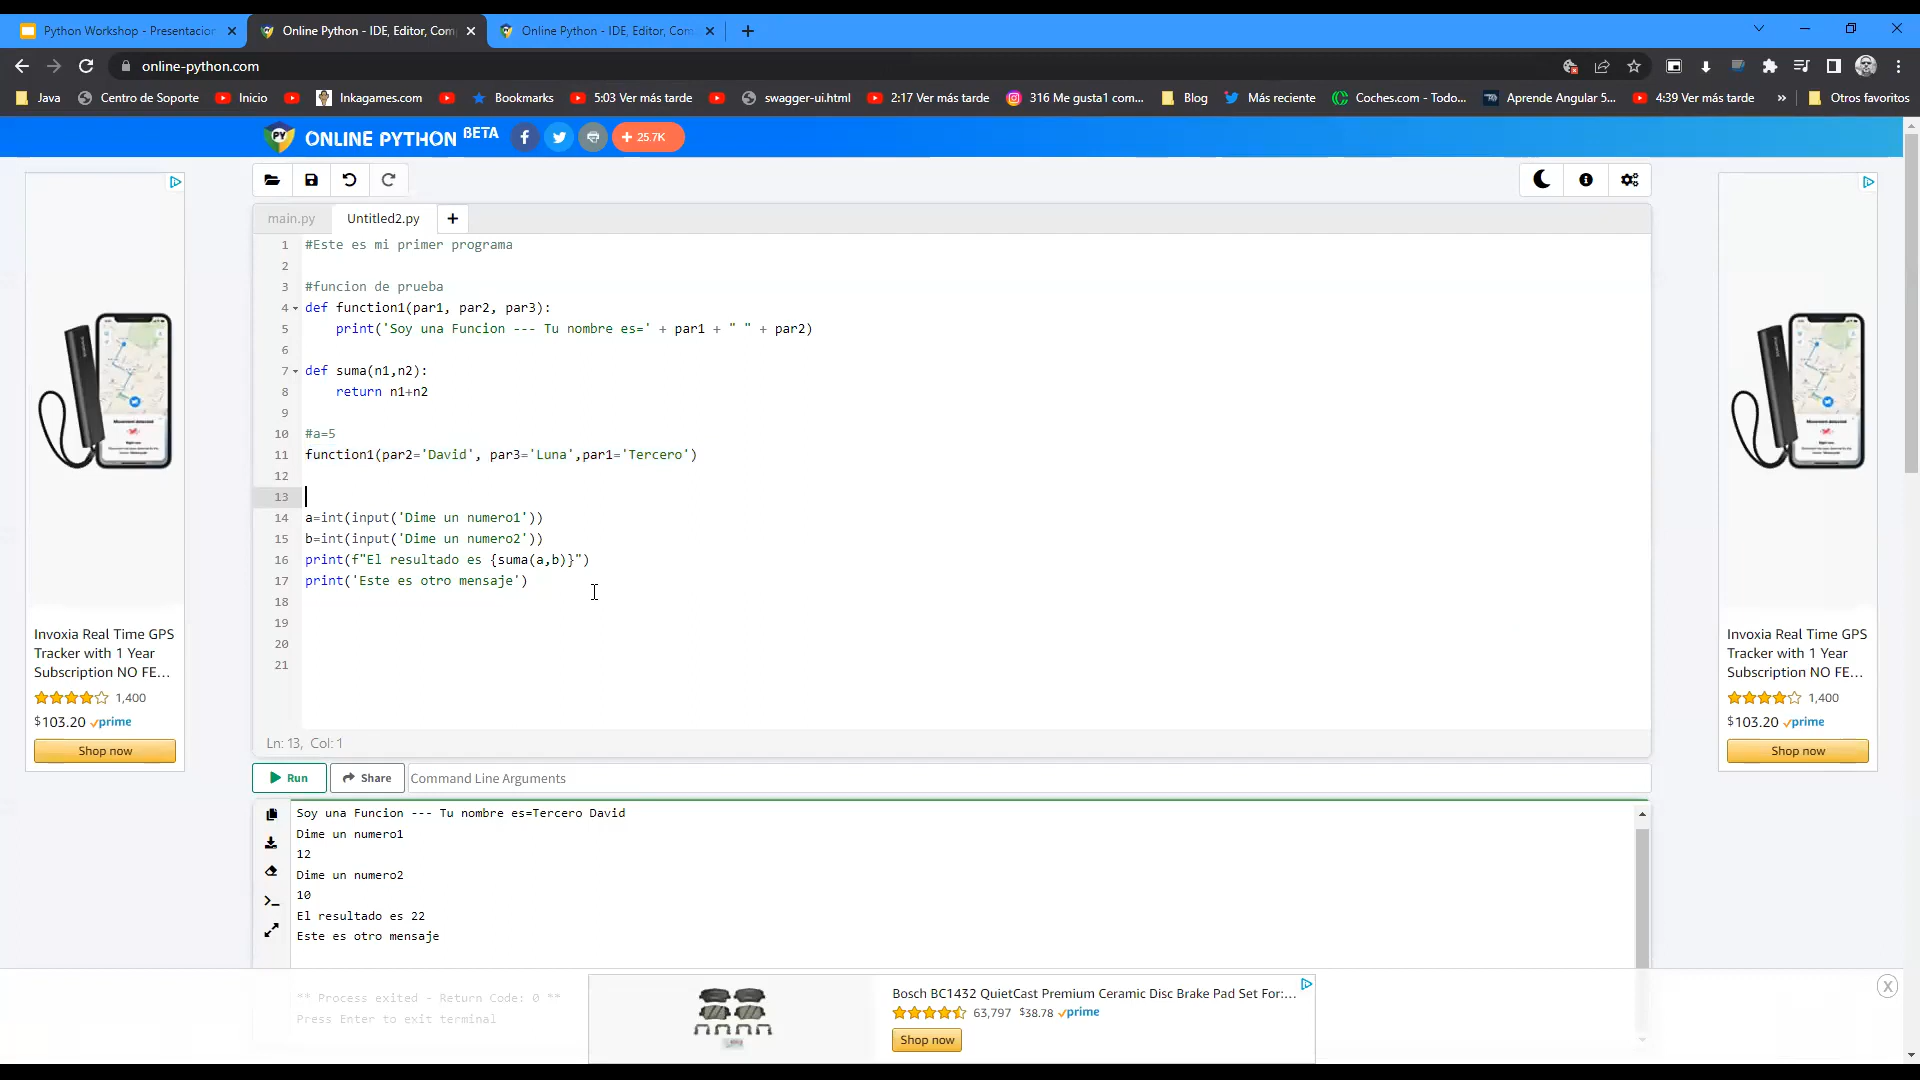 Python Workshop - Presentacion
Online Python - IDE, Editor, Com
Online Python - IDE, Editor, Com
online-python.com
Java
Centro de Soporte
Inicio
Inkagames.com
Bookmarks
5:03 Ver más tarde
swagger-ui.html
2:17 Ver más tarde
316 Me gusta1 com...
Blog
Más reciente
Coches.com - Todo...
Aprende Angular 5...
4:39 Ver más tarde
»
Otros favoritos
PY ONLINE PYTHON BETA
+ 25.7K
main.py
Untitled2.py
+
1 #Este es mi primer programa
2
3 #funcion de prueba
4 def function1(par1, par2, par3):
5 print('Soy una Funcion --- Tu nombre es=' + par1 + " " + par2)
6
7 def suma(n1,n2):
8 return n1+n2
9
10 #a=5
11 function1(par2='David', par3='Luna',par1='Tercero')
12
13
14 a=int(input('Dime un numero1'))
15 b=int(input('Dime un numero2'))
16 print(f"El resultado es {suma(a,b)}")
17 print('Este es otro mensaje')
18
19
20
21
Ln: 13, Col: 1
Run
Share
Command Line Arguments
Soy una Funcion --- Tu nombre es=Tercero David
Dime un numero1
12
Dime un numero2
10
El resultado es 22
Este es otro mensaje
** Process exited - Return Code: 0 **
Press Enter to exit terminal
Invoxia Real Time GPS
Tracker with 1 Year
Subscription NO FE...
1,400
$103.20 prime
Shop now
Invoxia Real Time GPS
Tracker with 1 Year
Subscription NO FE...
1,400
$103.20 prime
Shop now
Bosch BC1432 QuietCast Premium Ceramic Disc Brake Pad Set For:...
63,797 $38.78 prime
Shop now